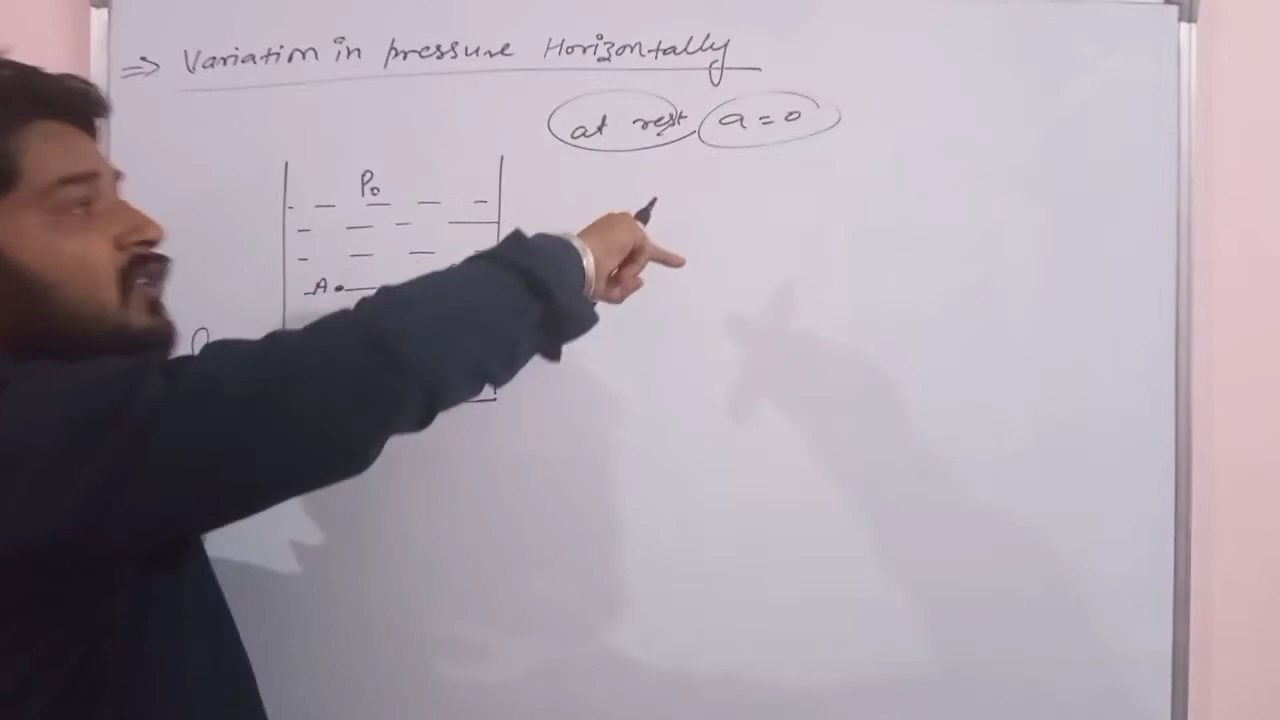 ⇒ Variation in pressure Horizontally
at rest a = 0
P₀
A